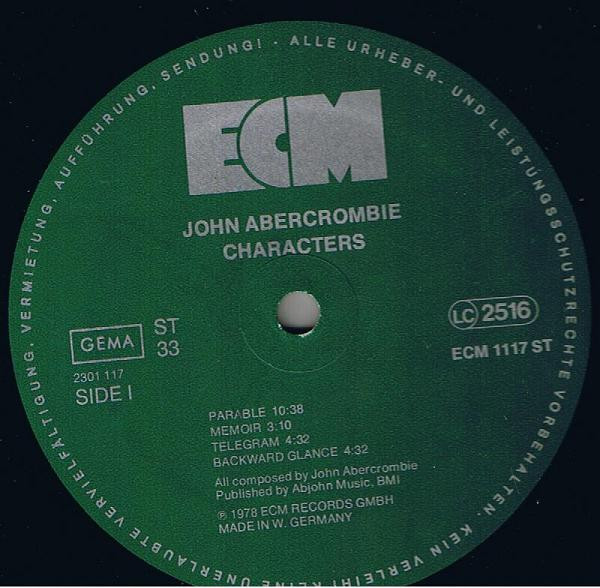 ALLE URHEBER- UND LEISTUNGSSCHUTZRECHTE VORBEHALTEN. KEIN VERLEIH! KEINE UNERLAUBTE VERVIELFÄLTIGUNG, VERMIETUNG, AUFFÜHRUNG, SENDUNG! ·
ECM
JOHN ABERCROMBIE
CHARACTERS
GEMA
ST
33
LC 2516
ECM 1117 ST
2301 117
SIDE I
PARABLE 10:38
MEMOIR 3:10
TELEGRAM 4:32
BACKWARD GLANCE 4:32
All composed by John Abercrombie
Published by Abjohn Music, BMI
℗ 1978 ECM RECORDS GMBH
MADE IN W. GERMANY